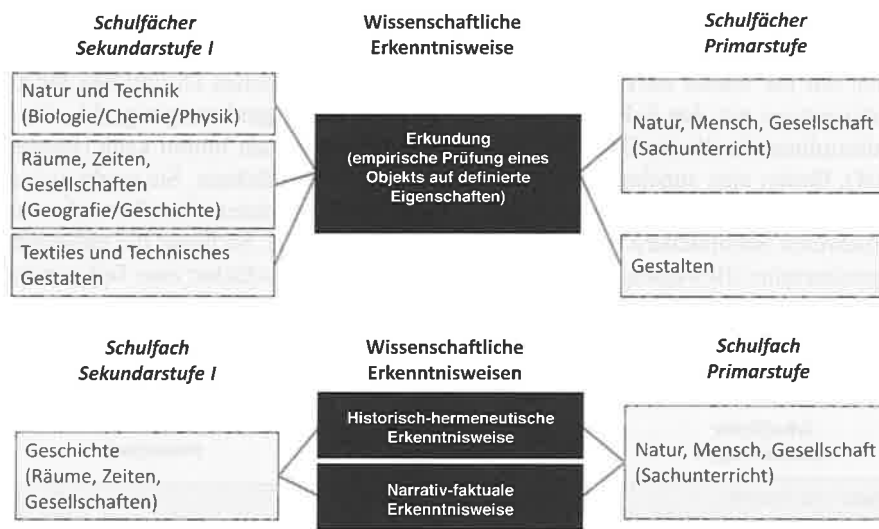 Schulfächer
Sekundarstufe I
Wissenschaftliche
Erkenntnisweise
Schulfächer
Primarstufe
Natur und Technik
(Biologie/Chemie/Physik)
Räume, Zeiten,
Gesellschaften
(Geografie/Geschichte)
Textiles und Technisches
Gestalten
Erkundung
(empirische Prüfung eines
Objekts auf definierte
Eigenschaften)
Natur, Mensch, Gesellschaft
(Sachunterricht)
Gestalten
Schulfach
Sekundarstufe I
Wissenschaftliche
Erkenntnisweisen
Schulfach
Primarstufe
Geschichte
(Räume, Zeiten,
Gesellschaften)
Historisch-hermeneutische
Erkenntnisweise
Narrativ-faktuale
Erkenntnisweise
Natur, Mensch, Gesellschaft
(Sachunterricht)